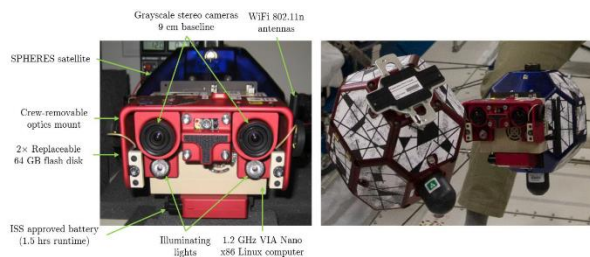 Grayscale stereo cameras
9 cm baseline
WiFi 802.11n
antennas
SPHERES satellite
Crew-removable
optics mount
2× Replaceable
64 GB flash disk
ISS approved battery
(1.5 hrs runtime)
Illuminating
lights
1.2 GHz VIA Nano
x86 Linux computer